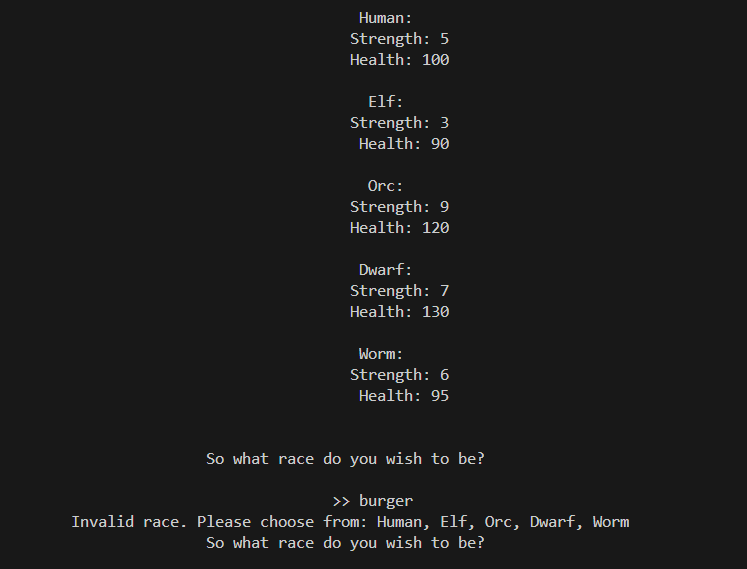 Human:
Strength: 5
Health: 100
Elf:
Strength: 3
Health: 90
Orc:
Strength: 9
Health: 120
Dwarf:
Strength: 7
Health: 130
Worm:
Strength: 6
Health: 95
So what race do you wish to be?
>> burger
Invalid race. Please choose from: Human, Elf, Orc, Dwarf, Worm
So what race do you wish to be?